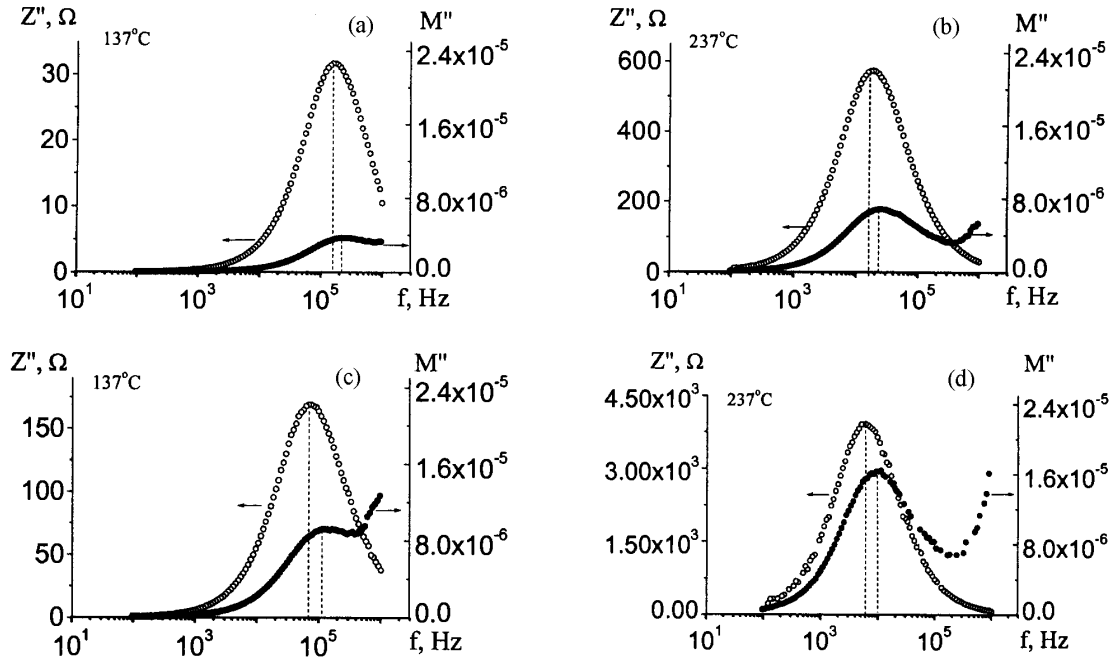 Z", Ω
137°C
(a)
M"
30
20
10
0
2.4x10⁻⁵
1.6x10⁻⁵
8.0x10⁻⁶
0.0
10¹
10³
10⁵
f, Hz
Z", Ω
237°C
(b)
M"
600
400
200
0
2.4x10⁻⁵
1.6x10⁻⁵
8.0x10⁻⁶
0.0
10¹
10³
10⁵
f, Hz
Z", Ω
137°C
(c)
M"
150
100
50
0
2.4x10⁻⁵
1.6x10⁻⁵
8.0x10⁻⁶
0.0
10¹
10³
10⁵
f, Hz
Z", Ω
237°C
(d)
M"
4.50x10³
3.00x10³
1.50x10³
0.00
2.4x10⁻⁵
1.6x10⁻⁵
8.0x10⁻⁶
0.0
10¹
10³
10⁵
f, Hz